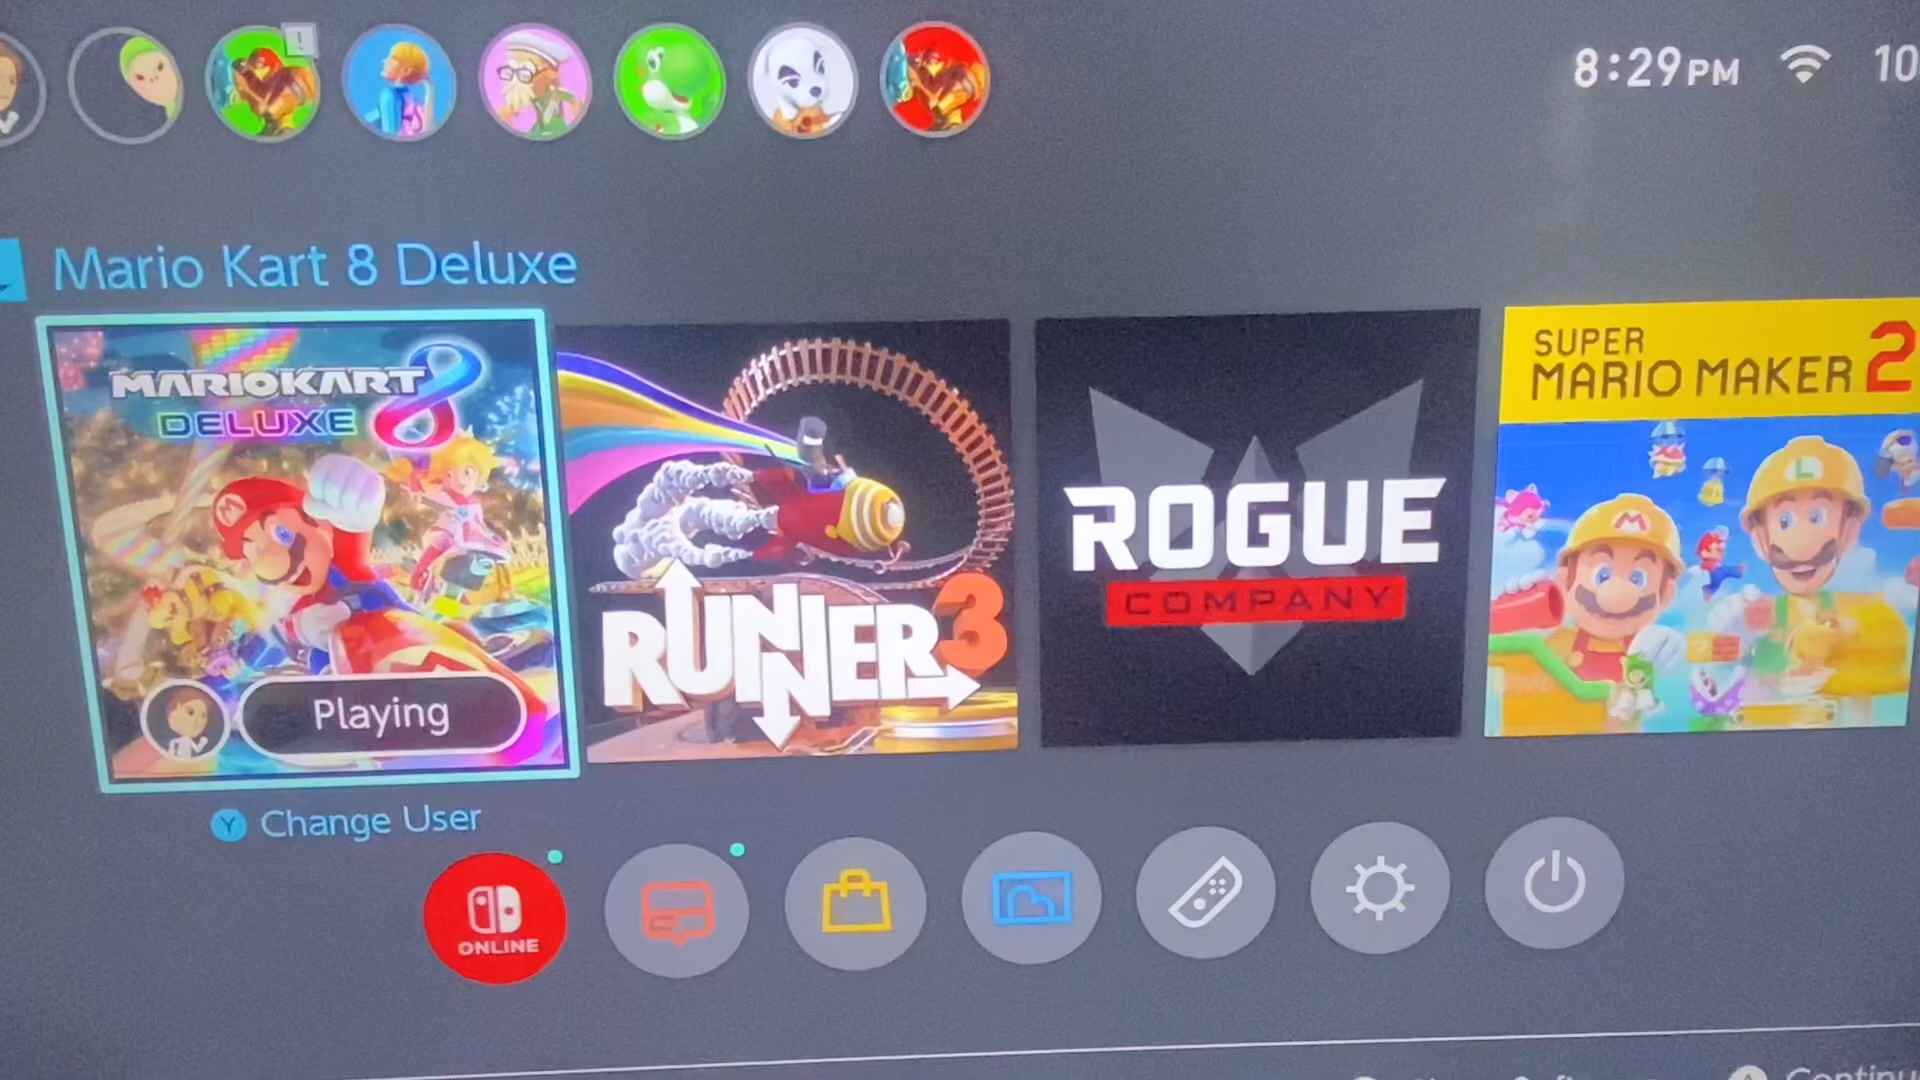 !
8:29PM
10
Mario Kart 8 Deluxe
MARIOKART 8
DELUXE
M
Playing
RUNNER3
ROGUE
COMPANY
SUPER
MARIO MAKER 2
M
L
Y Change User
ONLINE
A Continu